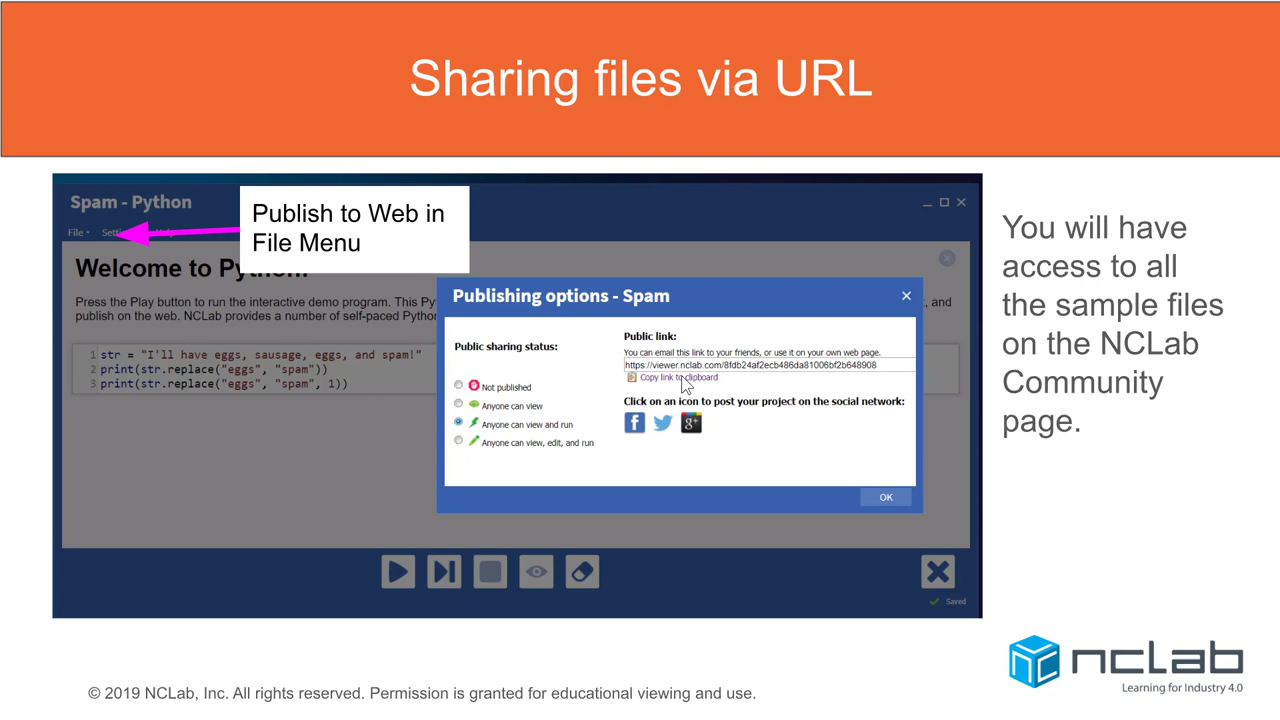 Sharing files via URL
Spam - Python
File
Publish to Web in
File Menu
Welcome to Python!
Press the Play button to run the interactive demo program. This Py
, and
publish on the web. NCLab provides a number of self-paced Python
1 str = "I'll have eggs, sausage, eggs, and spam!"
2 print(str.replace("eggs", "spam"))
3 print(str.replace("eggs", "spam", 1))
Publishing options - Spam
Public sharing status:
Not published
Anyone can view
Anyone can view and run
Anyone can view, edit, and run
Public link:
You can email this link to your friends, or use it on your own web page.
https://viewer.nclab.com/8fdb24af2ecb486da81006bf2b648908
Copy link to clipboard
Click on an icon to post your project on the social network:
f
g+
OK
Saved
You will have
access to all
the sample files
on the NCLab
Community
page.
nclab
Learning for Industry 4.0
© 2019 NCLab, Inc. All rights reserved. Permission is granted for educational viewing and use.